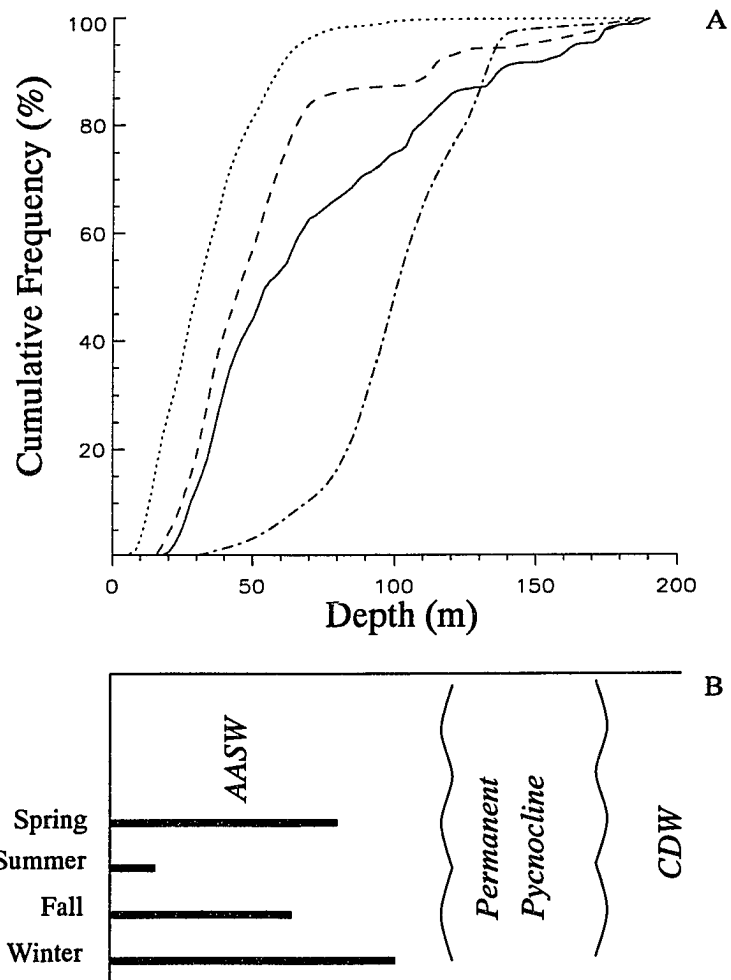 A
100
80
60
40
20
Cumulative Frequency (%)
0 50 100 150 200
Depth (m)
B
AASW
Permanent
Pycnocline
CDW
Spring
Summer
Fall
Winter